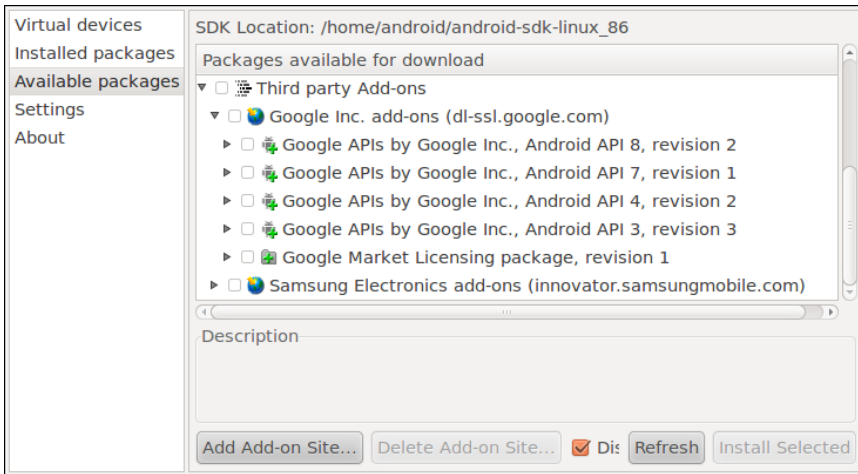 Virtual devices
Installed packages
Available packages
Settings
About
SDK Location: /home/android/android-sdk-linux_86
Packages available for download
Third party Add-ons
Google Inc. add-ons (dl-ssl.google.com)
Google APIs by Google Inc., Android API 8, revision 2
Google APIs by Google Inc., Android API 7, revision 1
Google APIs by Google Inc., Android API 4, revision 2
Google APIs by Google Inc., Android API 3, revision 3
Google Market Licensing package, revision 1
Samsung Electronics add-ons (innovator.samsungmobile.com)
Description
Add Add-on Site... Delete Add-on Site... Dis Refresh Install Selected